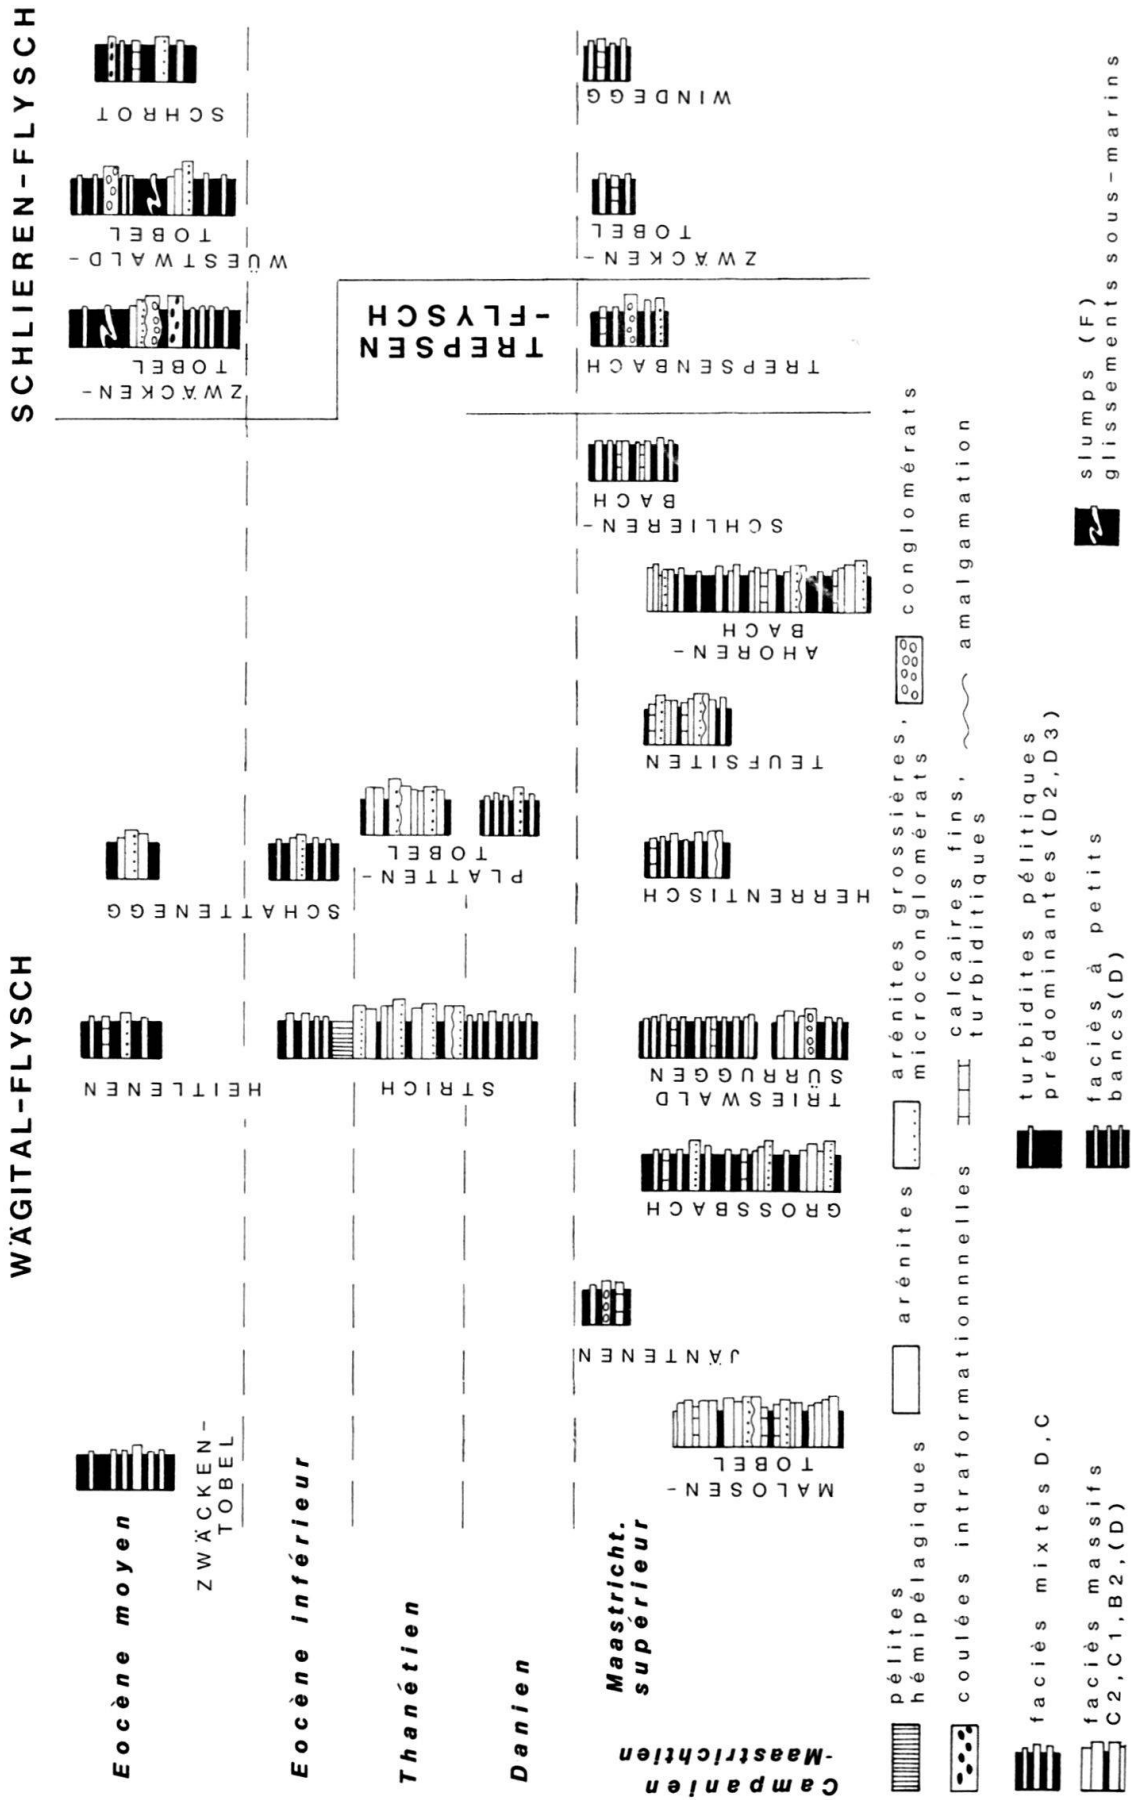 WÄGITAL-FLYSCH
SCHLIEREN-FLYSCH
TREPSEN
-FLYSCH
Eocène moyen
ZWÄCKEN-
TOBEL
HEITLENEN
SCHATTENEGG
ZWÄCKEN-
TOBEL
WÜESTWALD-
TOBEL
SCHROT
Eocène inférieur
Thanétien
Danien
STRICH
PLATTEN-
TOBEL
Maastricht.
supérieur
Campanien
-Maastrichtien
MALOSEN-
TOBEL
JÄNTENEN
GROSSBACH
TRIESWALD
SÜRRUGGEN
HERRENTISCH
TEUFSITEN
AHOREN-
BACH
SCHLIEREN-
BACH
TREPSENBACH
ZWÄCKEN-
TOBEL
WINDEGG
pélites
hémipélagiques
arénites
arénites grossières,
microconglomérats
conglomérats
coulées intraformationnnelles
calcaires fins,
turbiditiques
amalgamation
faciès mixtes D,C
turbidites pélitiques
prédominantes (D2,D3)
slumps (F)
glissements sous-marins
faciès massifs
C2,C1,B2,(D)
faciès à petits
bancs(D)